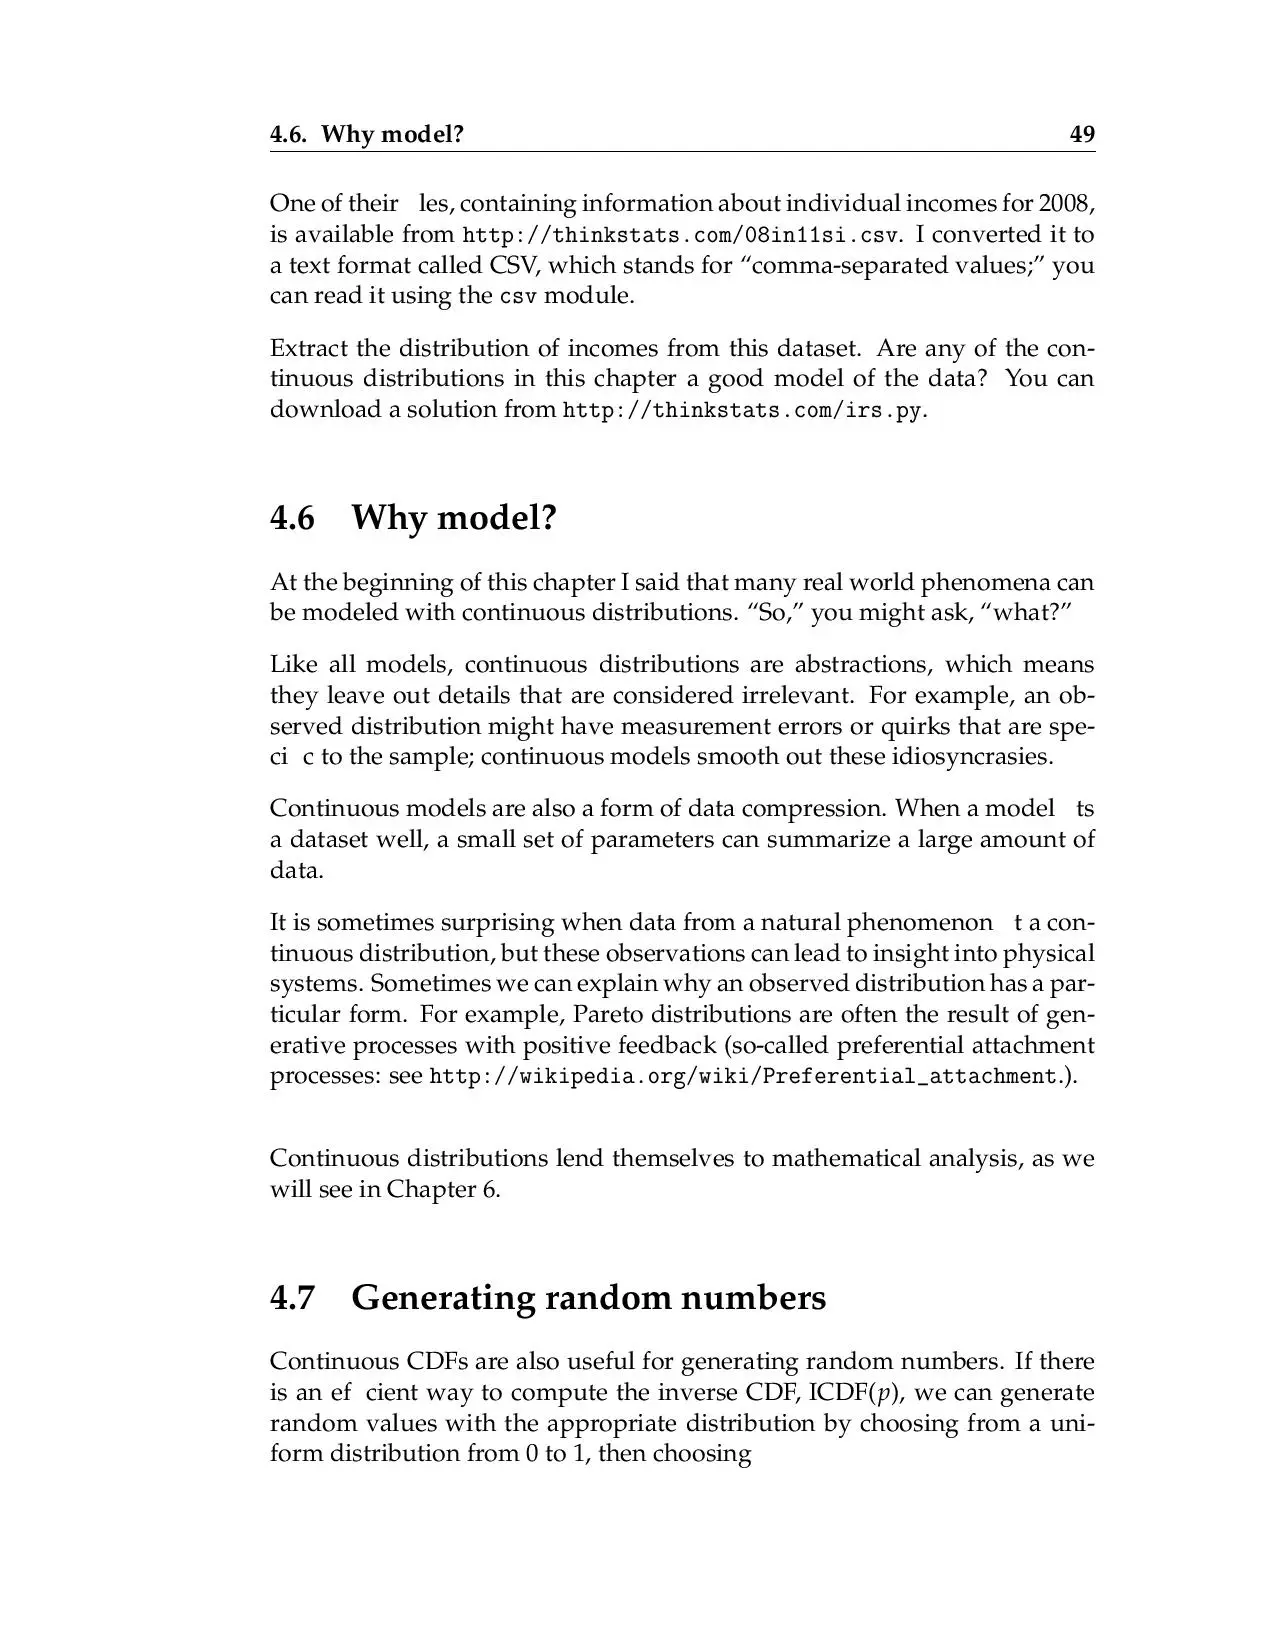 4.6. Why model? 49
One of their les, containing information about individual incomes for 2008,
is available from http://thinkstats.com/08in11si.csv. I converted it to
a text format called CSV, which stands for “comma-separated values;” you
can read it using the csv module.
Extract the distribution of incomes from this dataset. Are any of the con-
tinuous distributions in this chapter a good model of the data? You can
download a solution from http://thinkstats.com/irs.py.
4.6 Why model?
At the beginning of this chapter I said that many real world phenomena can
be modeled with continuous distributions. “So,” you might ask, “what?”
Like all models, continuous distributions are abstractions, which means
they leave out details that are considered irrelevant. For example, an ob-
served distribution might have measurement errors or quirks that are spe-
ci c to the sample; continuous models smooth out these idiosyncrasies.
Continuous models are also a form of data compression. When a model ts
a dataset well, a small set of parameters can summarize a large amount of
data.
It is sometimes surprising when data from a natural phenomenon t a con-
tinuous distribution, but these observations can lead to insight into physical
systems. Sometimes we can explain why an observed distribution has a par-
ticular form. For example, Pareto distributions are often the result of gen-
erative processes with positive feedback (so-called preferential attachment
processes: see http://wikipedia.org/wiki/Preferential_attachment.).
Continuous distributions lend themselves to mathematical analysis, as we
will see in Chapter 6.
4.7 Generating random numbers
Continuous CDFs are also useful for generating random numbers. If there
is an ef cient way to compute the inverse CDF, ICDF(p), we can generate
random values with the appropriate distribution by choosing from a uni-
form distribution from 0 to 1, then choosing